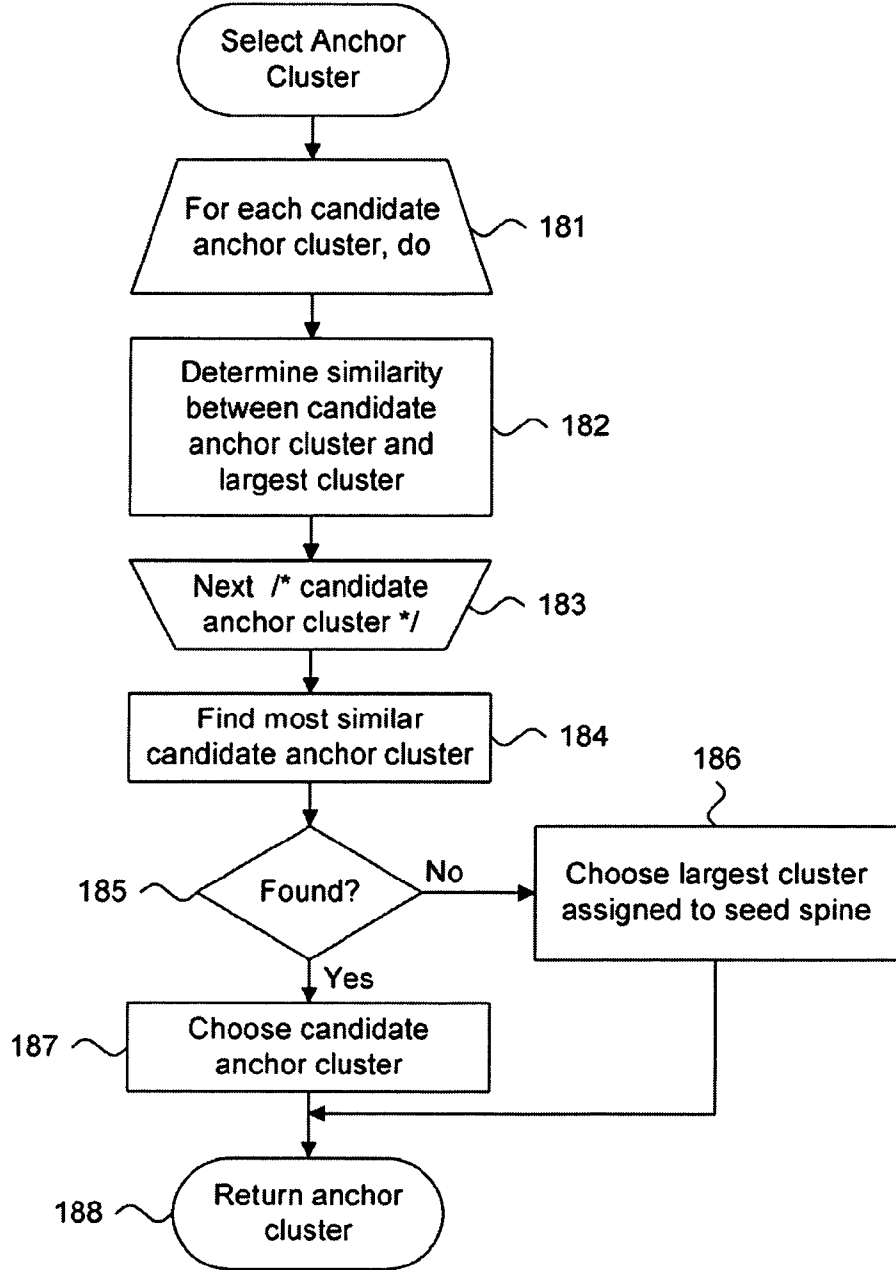 Select Anchor
Cluster
For each candidate
anchor cluster, do
181
Determine similarity
between candidate
anchor cluster and
largest cluster
182
Next /* candidate
anchor cluster */
183
Find most similar
candidate anchor cluster
184
185
Found?
No
186
Choose largest cluster
assigned to seed spine
Yes
187
Choose candidate
anchor cluster
188
Return anchor
cluster